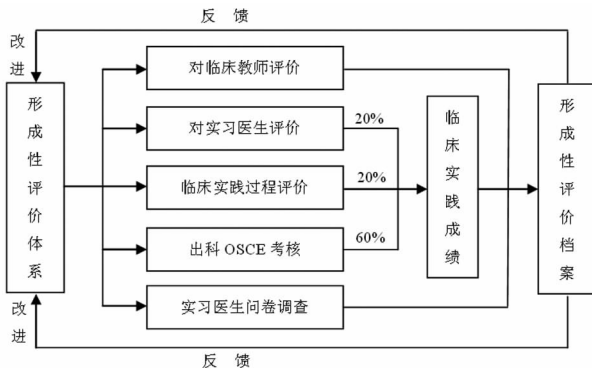 反 馈
改进
形成性评价体系
对临床教师评价
对实习医生评价
20%
临床实践过程评价
20%
出科 OSCE 考核
60%
实习医生问卷调查
临床实践成绩
形成性评价档案
改进
反 馈